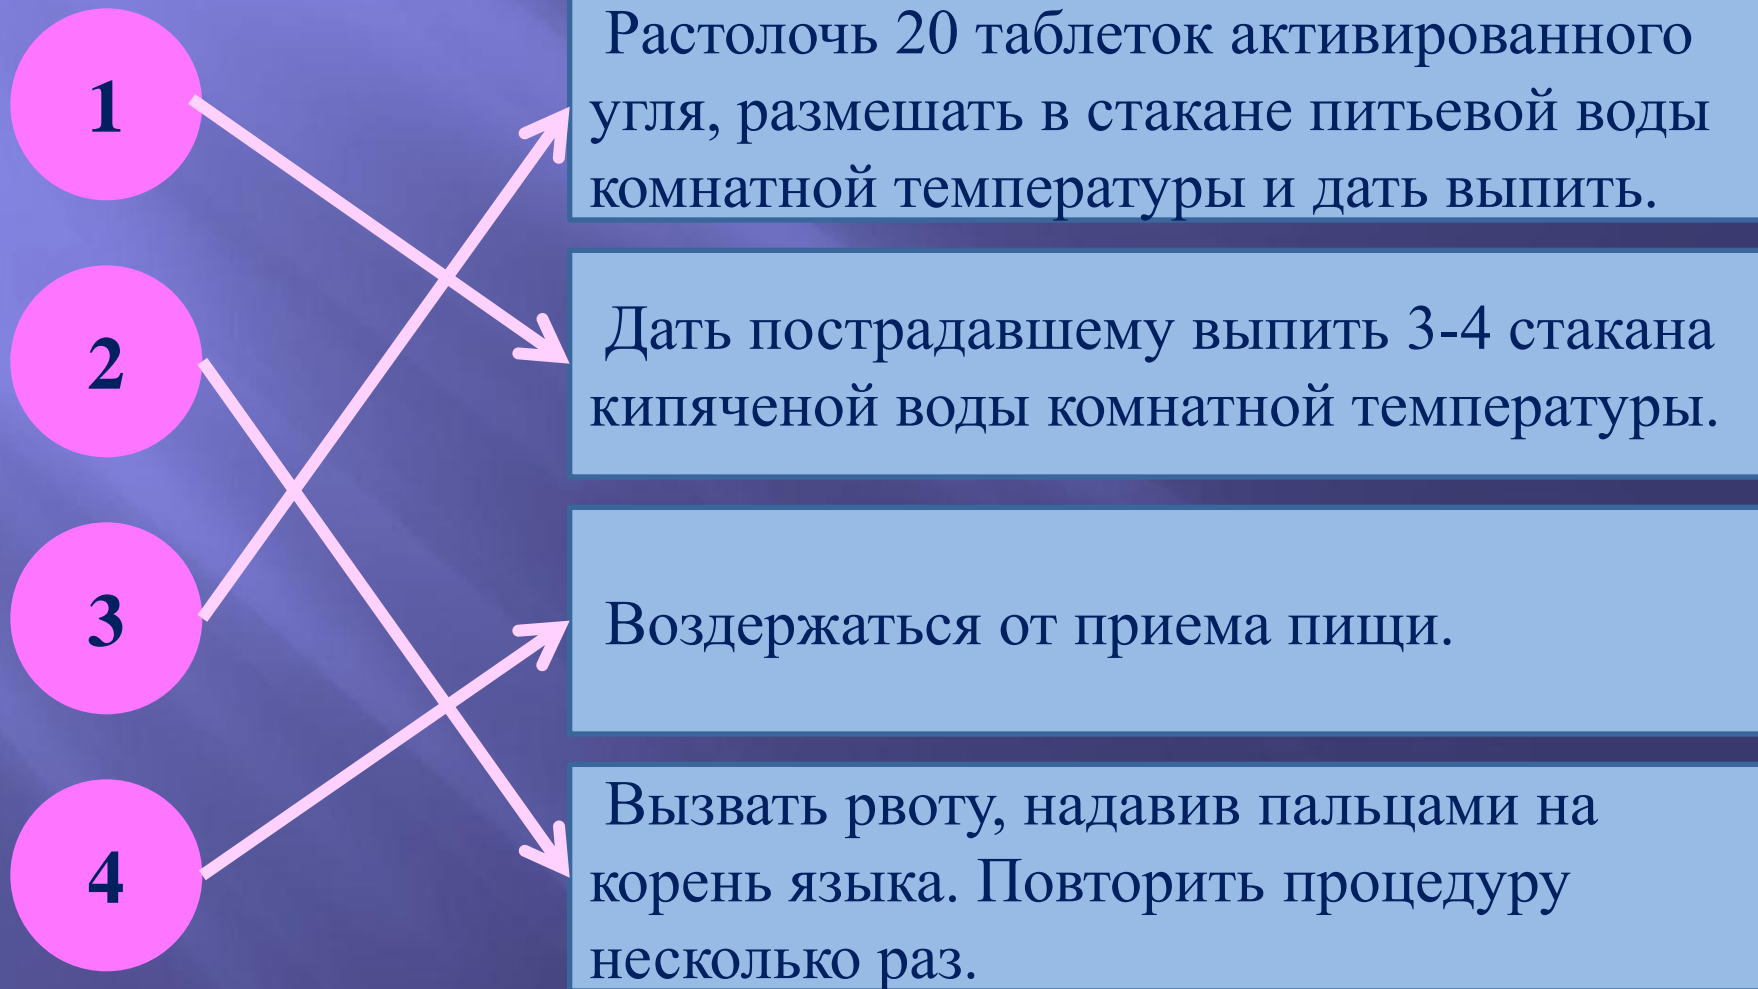 1
Растолочь 20 таблеток активированного
угля, размешать в стакане питьевой воды
комнатной температуры и дать выпить.
2
Дать пострадавшему выпить 3-4 стакана
кипяченой воды комнатной температуры.
3
Воздержаться от приема пищи.
4
Вызвать рвоту, надавив пальцами на
корень языка. Повторить процедуру
несколько раз.